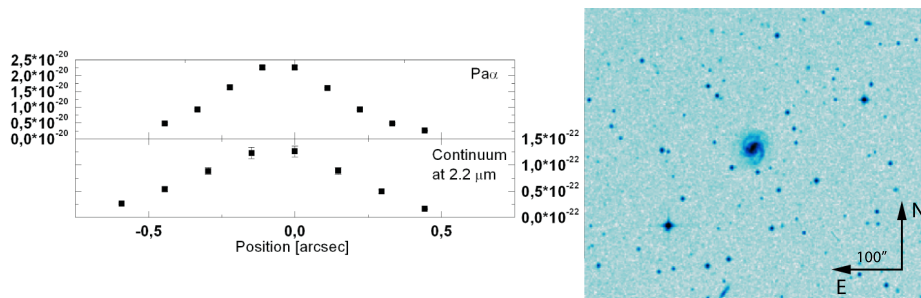 2,5*10⁻²⁰
2,0*10⁻²⁰
1,5*10⁻²⁰
1,0*10⁻²⁰
0,5*10⁻²⁰
0,0*10⁻²⁰
Paα
1,5*10⁻²²
1,0*10⁻²²
0,5*10⁻²²
0,0*10⁻²²
Continuum
at 2.2 μm
-0,5 0,0 0,5
Position [arcsec]
N
100"
E